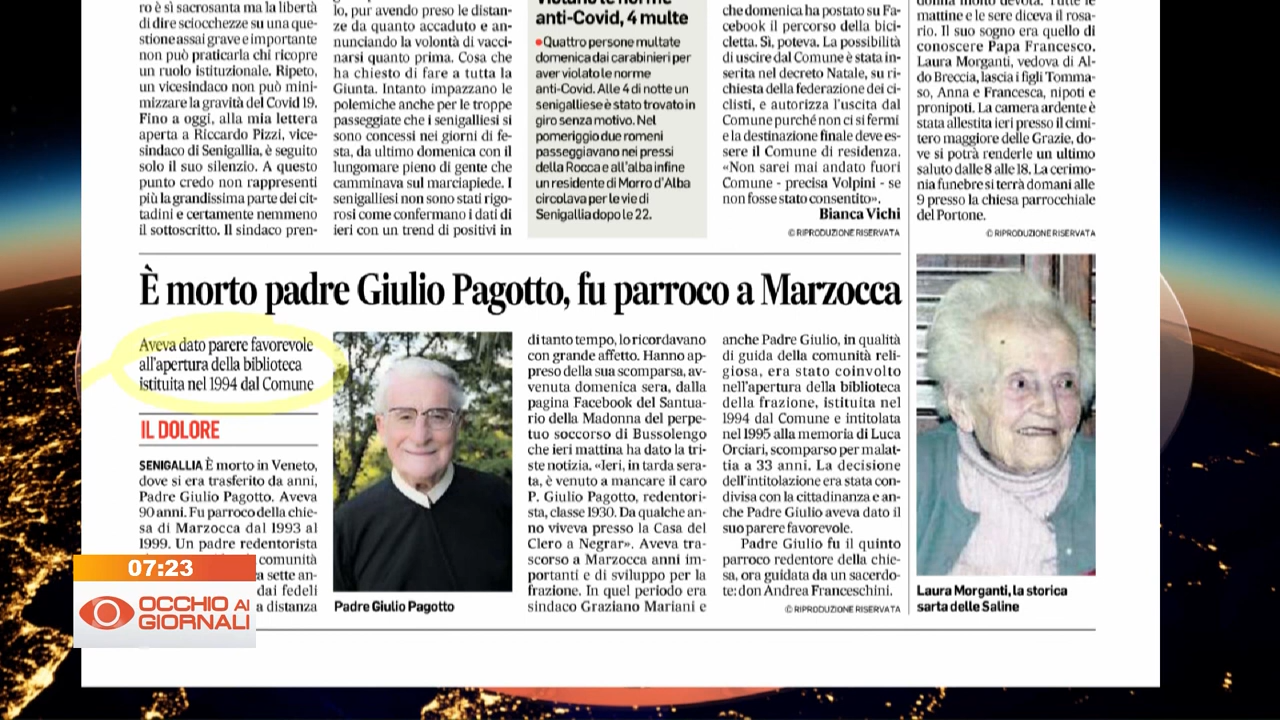 rò è sì sacrosanta ma la libertà
di dire sciocchezze su una que-
stione assai grave e importante
non può praticarla chi ricopre
un ruolo istituzionale. Ripeto,
un vicesindaco non può mini-
mizzare la gravità del Covid 19.
Fino a oggi, alla mia lettera
aperta a Riccardo Pizzi, vice-
sindaco di Senigallia, è seguito
solo il suo silenzio. A questo
punto credo non rappresenti
più la grandissima parte dei cit-
tadini e certamente nemmeno
il sottoscritto. Il sindaco pren-
lo, pur avendo preso le distan-
ze da quanto accaduto e an-
nunciando la volontà di vacci-
narsi quanto prima. Cosa che
ha chiesto di fare a tutta la
Giunta. Intanto impazzano le
polemiche anche per le troppe
passeggiate che i senigalliesi si
sono concessi nei giorni di fe-
sta, da ultimo domenica con il
lungomare pieno di gente che
camminava sul marciapiede. I
senigalliesi non sono stati rigo-
rosi come confermano i dati di
ieri con un trend di positivi in
Violano le norme
anti-Covid, 4 multe
●Quattro persone multate
domenica dai carabinieri per
aver violato le norme
anti-Covid. Alle 4 di notte un
senigalliese è stato trovato in
giro senza motivo. Nel
pomeriggio due romeni
passeggiavano nei pressi
della Rocca e all'alba infine
un residente di Morro d'Alba
circolava per le vie di
Senigallia dopo le 22.
che domenica ha postato su Fa-
cebook il percorso della bici-
cletta. Sì, poteva. La possibilità
di uscire dal Comune è stata in-
serita nel decreto Natale, su ri-
chiesta della federazione dei ci-
clisti, e autorizza l'uscita dal
Comune purché non ci si fermi
e la destinazione finale deve es-
sere il Comune di residenza.
«Non sarei mai andato fuori
Comune - precisa Volpini - se
non fosse stato consentito».
Bianca Vichi
© RIPRODUZIONE RISERVATA
donna molto devota. Tutte le
mattine e le sere diceva il rosa-
rio. Il suo sogno era quello di
conoscere Papa Francesco.
Laura Morganti, vedova di Al-
do Breccia, lascia i figli Tomma-
so, Anna e Francesca, nipoti e
pronipoti. La camera ardente è
stata allestita ieri presso il cimi-
tero maggiore delle Grazie, do-
ve si potrà renderle un ultimo
saluto dalle 8 alle 18. La cerimo-
nia funebre si terrà domani alle
9 presso la chiesa parrocchiale
del Portone.
© RIPRODUZIONE RISERVATA
È morto padre Giulio Pagotto, fu parroco a Marzocca
Aveva dato parere favorevole
all'apertura della biblioteca
istituita nel 1994 dal Comune
IL DOLORE
SENIGALLIA È morto in Veneto,
dove si era trasferito da anni,
Padre Giulio Pagotto. Aveva
90 anni. Fu parroco della chie-
sa di Marzocca dal 1993 al
1999. Un padre redentorista
comunità
a sette an-
dai fedeli
a distanza
Padre Giulio Pagotto
di tanto tempo, lo ricordavano
con grande affetto. Hanno ap-
preso della sua scomparsa, av-
venuta domenica sera, dalla
pagina Facebook del Santua-
rio della Madonna del perpe-
tuo soccorso di Bussolengo
che ieri mattina ha dato la tri-
ste notizia. «Ieri, in tarda sera-
ta, è venuto a mancare il caro
P. Giulio Pagotto, redentori-
sta, classe 1930. Da qualche an-
no viveva presso la Casa del
Clero a Negrar». Aveva tra-
scorso a Marzocca anni im-
portanti e di sviluppo per la
frazione. In quel periodo era
sindaco Graziano Mariani e
anche Padre Giulio, in qualità
di guida della comunità reli-
giosa, era stato coinvolto
nell'apertura della biblioteca
della frazione, istituita nel
1994 dal Comune e intitolata
nel 1995 alla memoria di Luca
Orciari, scomparso per malat-
tia a 33 anni. La decisione
dell'intitolazione era stata con-
divisa con la cittadinanza e an-
che Padre Giulio aveva dato il
suo parere favorevole.
Padre Giulio fu il quinto
parroco redentore della chie-
sa, ora guidata da un sacerdo-
te: don Andrea Franceschini.
© RIPRODUZIONE RISERVATA
Laura Morganti, la storica
sarta delle Saline
07:23
OCCHIO AI
GIORNALI